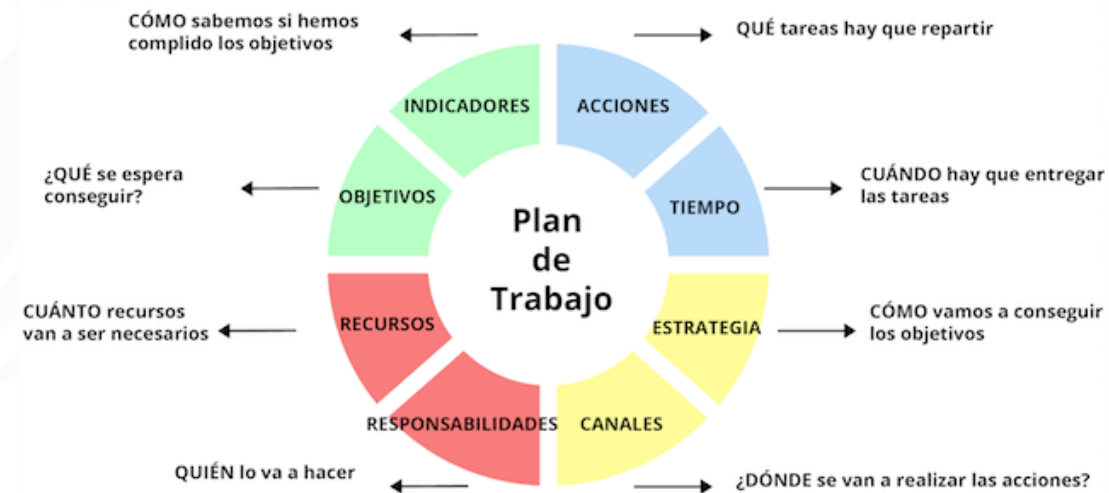 CÓMO sabemos si hemos
complido los objetivos
QUÉ tareas hay que repartir
INDICADORES
ACCIONES
¿QUÉ se espera
conseguir?
OBJETIVOS
TIEMPO
CUÁNDO hay que entregar
las tareas
Plan
de
Trabajo
CUÁNTO recursos
van a ser necesarios
RECURSOS
ESTRATEGIA
CÓMO vamos a conseguir
los objetivos
RESPONSABILIDADES
CANALES
QUIÉN lo va a hacer
¿DÓNDE se van a realizar las acciones?